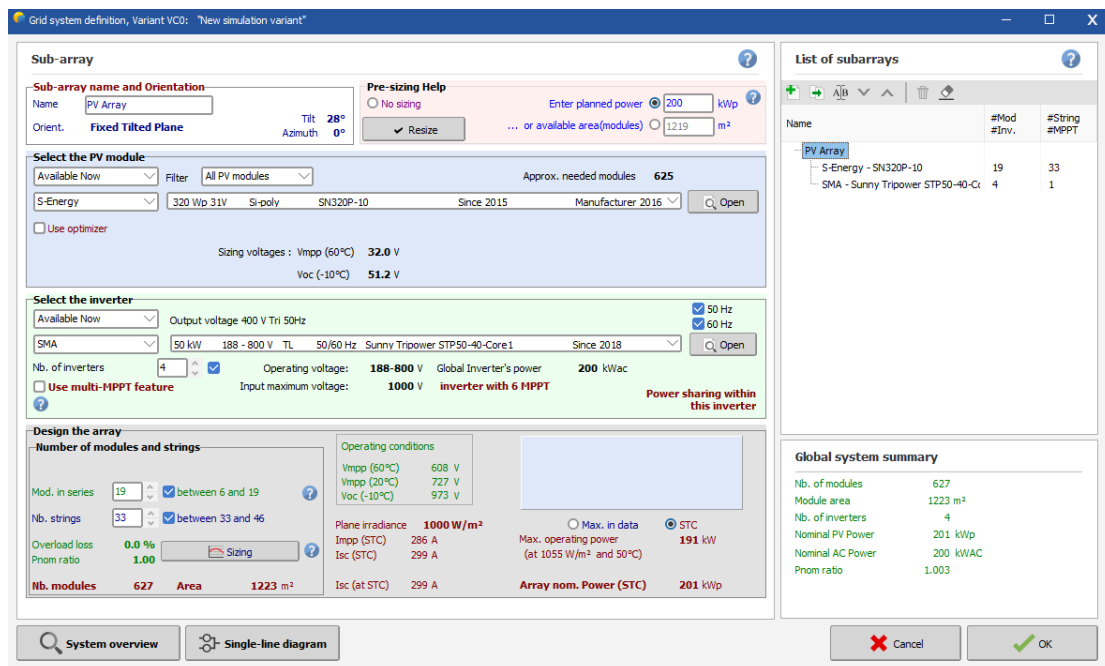 Grid system definition, Variant VC0: "New simulation variant"
Sub-array
Sub-array name and Orientation
Name PV Array
Orient. Fixed Tilted Plane
Tilt 28°
Azimuth 0°
Pre-sizing Help
No sizing
Enter planned power 200 kWp
Resize
... or available area(modules) 1219 m²
Select the PV module
Available Now Filter All PV modules Approx. needed modules 625
S-Energy 320 Wp 31V Si-poly SN320P-10 Since 2015 Manufacturer 2016 Open
Use optimizer
Sizing voltages : Vmpp (60°C) 32.0 V
Voc (-10°C) 51.2 V
Select the inverter
Available Now Output voltage 400 V Tri 50Hz
50 Hz
60 Hz
SMA 50 kW 188 - 800 V TL 50/60 Hz Sunny Tripower STP50-40-Core1 Since 2018 Open
Nb. of inverters 4 Operating voltage: 188-800 V Global Inverter's power 200 kWac
Use multi-MPPT feature Input maximum voltage: 1000 V inverter with 6 MPPT
Power sharing within
this inverter
Design the array
Number of modules and strings
Mod. in series 19 between 6 and 19
Nb. strings 33 between 33 and 46
Overload loss 0.0 %
Pnom ratio 1.00
Sizing
Nb. modules 627 Area 1223 m²
Operating conditions
Vmpp (60°C) 608 V
Vmpp (20°C) 727 V
Voc (-10°C) 973 V
Plane irradiance 1000 W/m²
Impp (STC) 286 A
Isc (STC) 299 A
Isc (at STC) 299 A
Max. in data STC
Max. operating power 191 kW
(at 1055 W/m² and 50°C)
Array nom. Power (STC) 201 kWp
List of subarrays
Name #Mod #String
#Inv. #MPPT
PV Array
S-Energy - SN320P-10 19 33
SMA - Sunny Tripower STP50-40-Cc 4 1
Global system summary
Nb. of modules 627
Module area 1223 m²
Nb. of inverters 4
Nominal PV Power 201 kWp
Nominal AC Power 200 kWAC
Pnom ratio 1.003
System overview
Single-line diagram
Cancel
OK